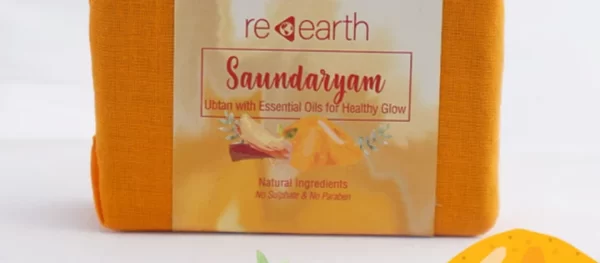 re earth
Saundaryam
Ubtan with Essential Oils for Healthy Glow
Natural Ingredients
No Sulphate & No Paraben